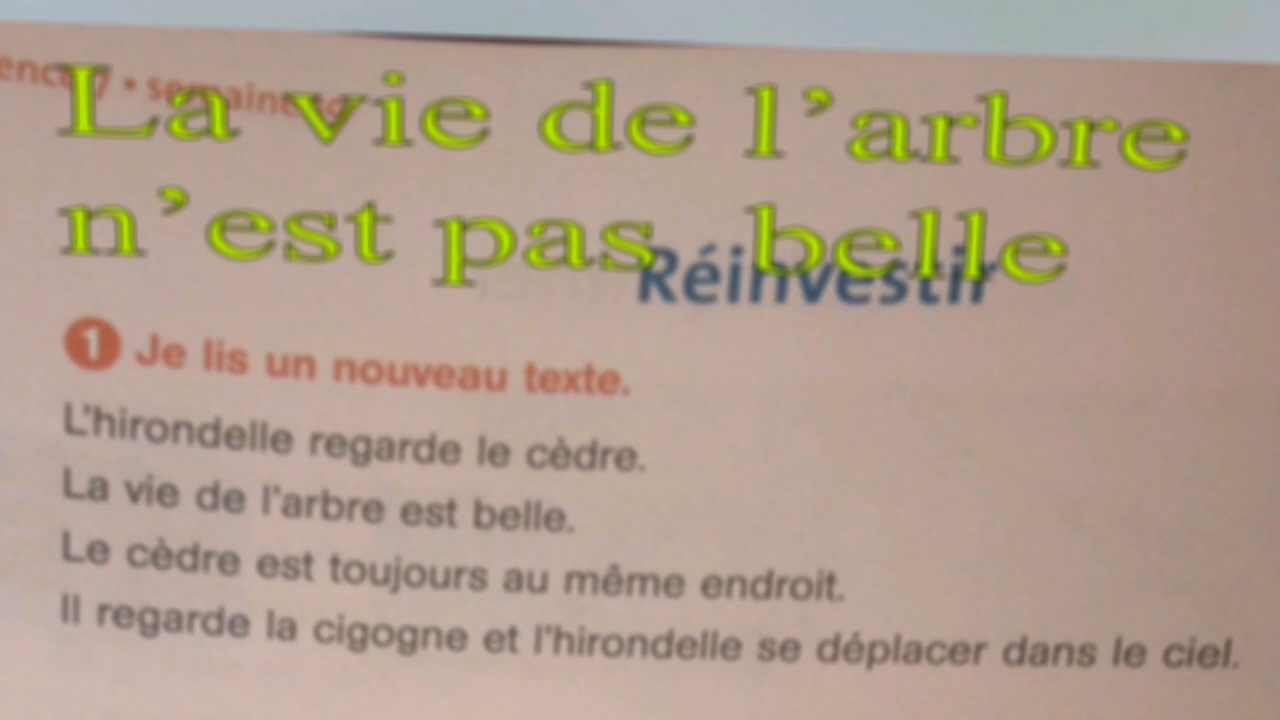 La vie de l'arbre
n'est pas belle
Réinvestir
1 Je lis un nouveau texte.
L'hirondelle regarde le cèdre.
La vie de l'arbre est belle.
Le cèdre est toujours au même endroit.
Il regarde la cigogne et l'hirondelle se déplacer dans le ciel.